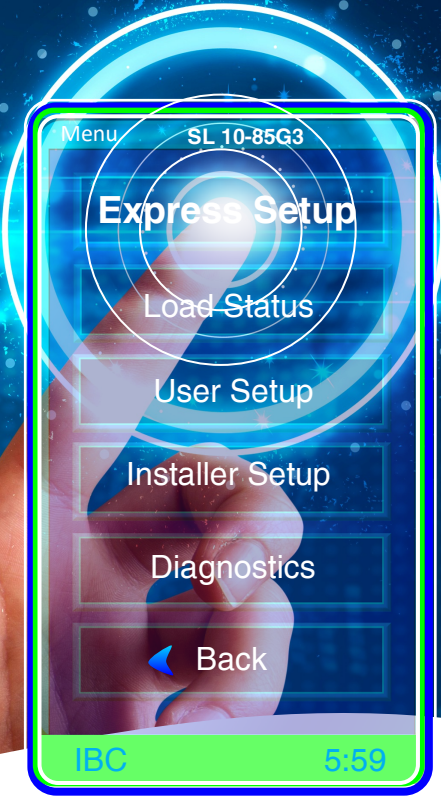 Menu SL 10-85G3
Express Setup
Load Status
User Setup
Installer Setup
Diagnostics
Back
IBC 5:59